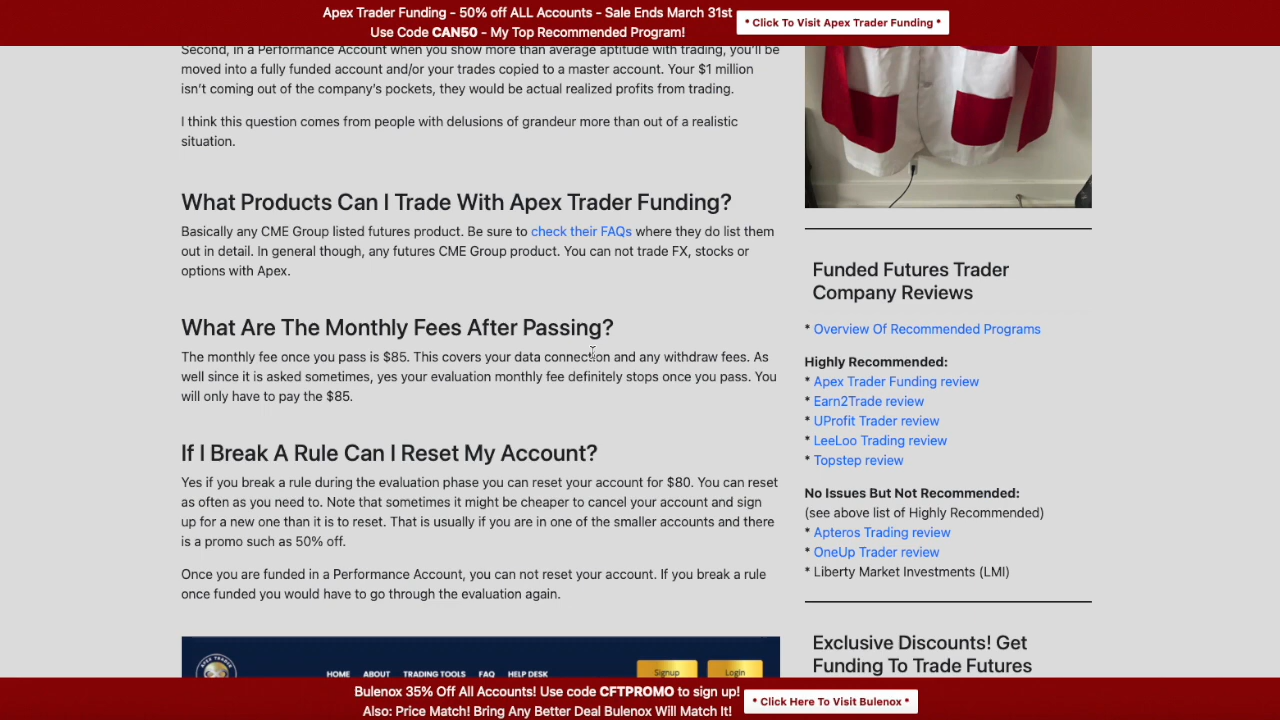 Apex Trader Funding - 50% off ALL Accounts - Sale Ends March 31st
Use Code CAN50 - My Top Recommended Program!
* Click To Visit Apex Trader Funding *
Second, in a Performance Account when you show more than average aptitude with trading, you'll be
moved into a fully funded account and/or your trades copied to a master account. Your $1 million
isn't coming out of the company's pockets, they would be actual realized profits from trading.
I think this question comes from people with delusions of grandeur more than out of a realistic
situation.
What Products Can I Trade With Apex Trader Funding?
Basically any CME Group listed futures product. Be sure to check their FAQs where they do list them
out in detail. In general though, any futures CME Group product. You can not trade FX, stocks or
options with Apex.
What Are The Monthly Fees After Passing?
The monthly fee once you pass is $85. This covers your data connection and any withdraw fees. As
well since it is asked sometimes, yes your evaluation monthly fee definitely stops once you pass. You
will only have to pay the $85.
If I Break A Rule Can I Reset My Account?
Yes if you break a rule during the evaluation phase you can reset your account for $80. You can reset
as often as you need to. Note that sometimes it might be cheaper to cancel your account and sign
up for a new one than it is to reset. That is usually if you are in one of the smaller accounts and there
is a promo such as 50% off.
Once you are funded in a Performance Account, you can not reset your account. If you break a rule
once funded you would have to go through the evaluation again.
APEX TRADER
HOME ABOUT TRADING TOOLS FAQ HELP DESK
Signup
Login
Funded Futures Trader
Company Reviews
* Overview Of Recommended Programs
Highly Recommended:
* Apex Trader Funding review
* Earn2Trade review
* UProfit Trader review
* LeeLoo Trading review
* Topstep review
No Issues But Not Recommended:
(see above list of Highly Recommended)
* Apteros Trading review
* OneUp Trader review
* Liberty Market Investments (LMI)
Exclusive Discounts! Get
Funding To Trade Futures
Bulenox 35% Off All Accounts! Use code CFTPROMO to sign up!
Also: Price Match! Bring Any Better Deal Bulenox Will Match It!
* Click Here To Visit Bulenox *